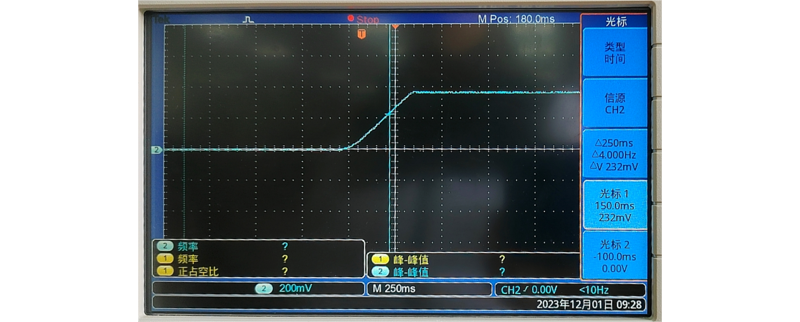 Stop
M Pos: 180.0ms
光标
T
类型
时间
信源
CH2
2
△250ms
△4.000Hz
△V 232mV
光标 1
150.0ms
232mV
光标 2
-100.0ms
0.00V
2 频率 ?
1 频率 ?
1 正占空比 ?
1 峰-峰值 ?
2 峰-峰值 ?
2 200mV
M 250ms
CH2 / 0.00V <10Hz
2023年12月01日 09:28